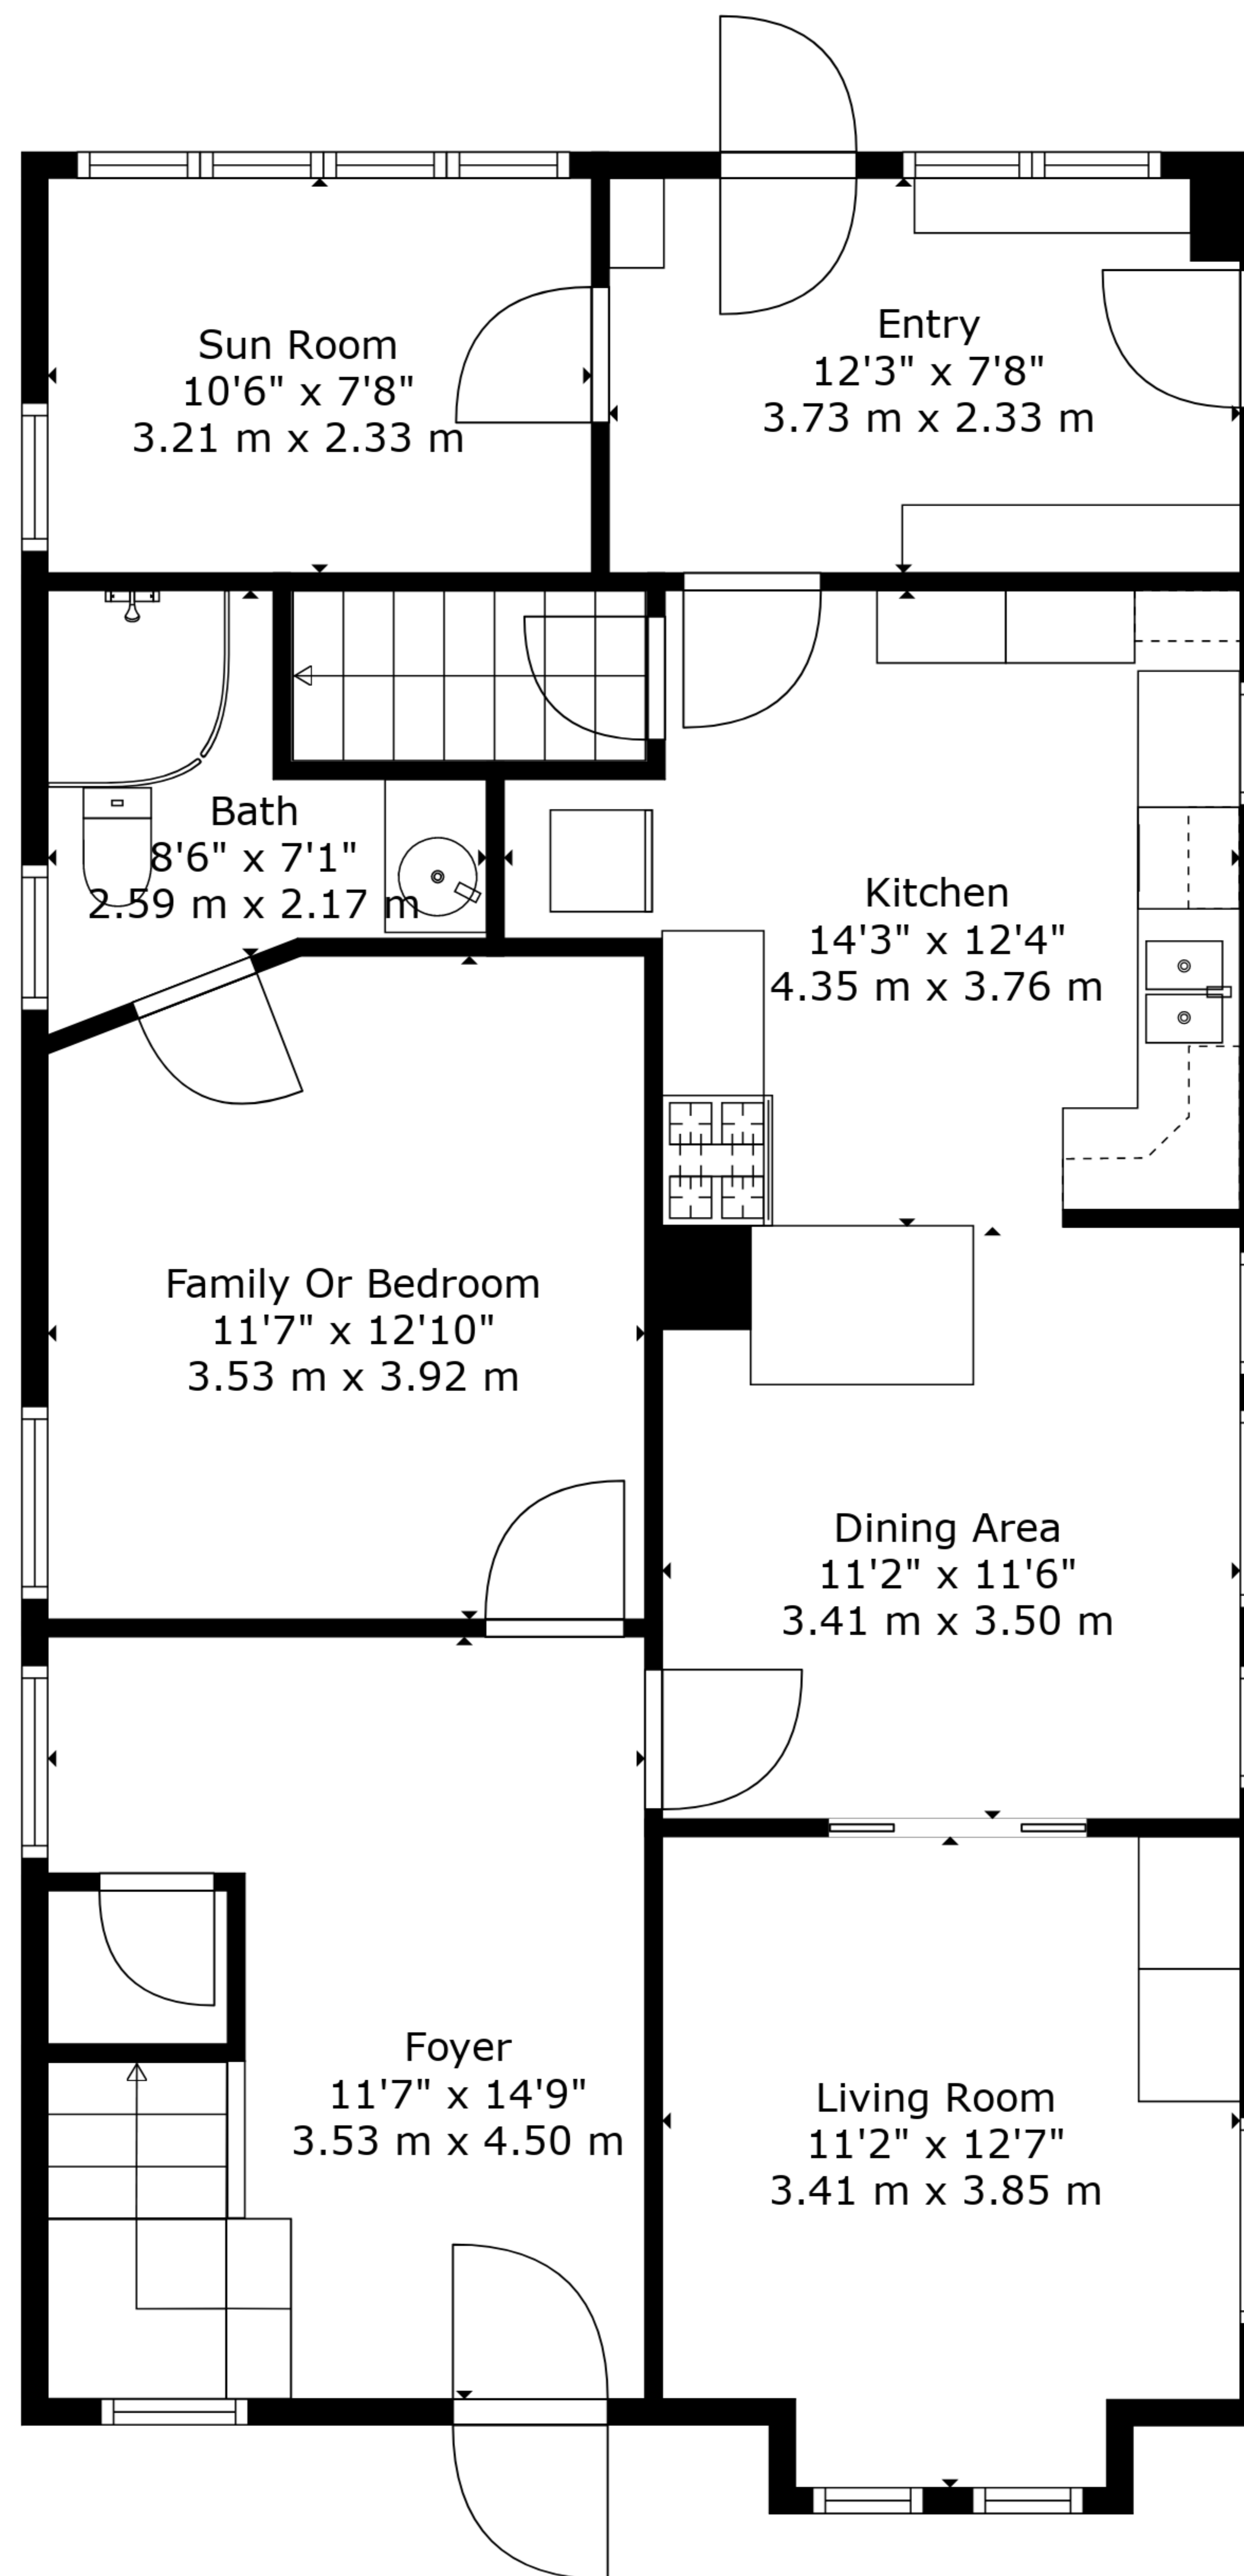 Sun Room
10'6" x 7'8"
3.21 m x 2.33 m
Entry
12'3" x 7'8"
3.73 m x 2.33 m
Bath
8'6" x 7'1"
2.59 m x 2.17 m
Kitchen
14'3" x 12'4"
4.35 m x 3.76 m
Family Or Bedroom
11'7" x 12'10"
3.53 m x 3.92 m
Dining Area
11'2" x 11'6"
3.41 m x 3.50 m
Foyer
11'7" x 14'9"
3.53 m x 4.50 m
Living Room
11'2" x 12'7"
3.41 m x 3.85 m